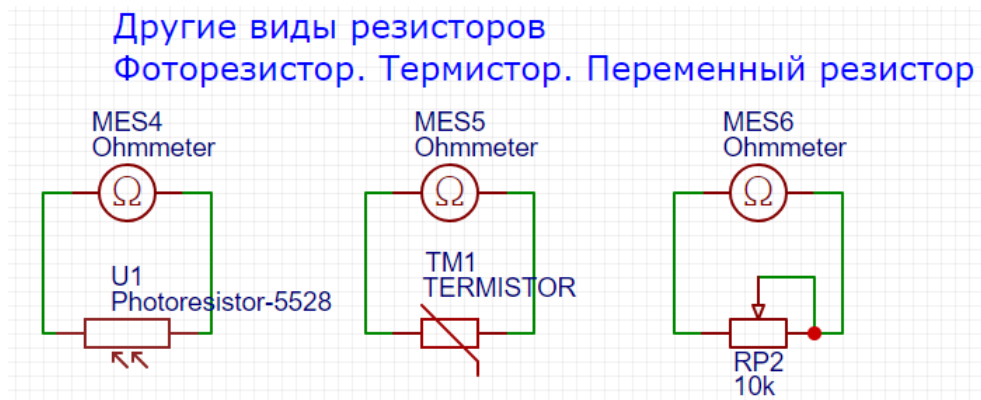 Другие виды резисторов
Фоторезистор. Термистор. Переменный резистор
MES4
Ohmmeter
Ω
U1
Photoresistor-5528
MES5
Ohmmeter
Ω
TM1
TERMISTOR
MES6
Ohmmeter
Ω
RP2
10k